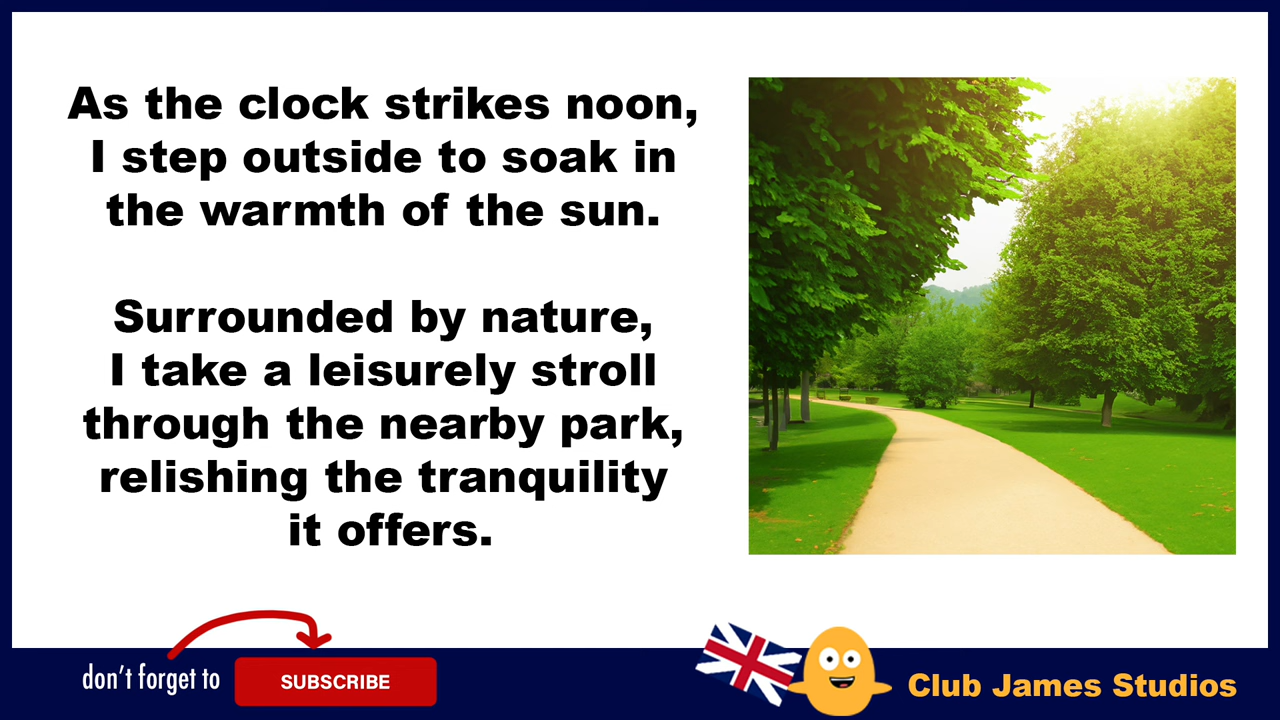 As the clock strikes noon,
I step outside to soak in
the warmth of the sun.
Surrounded by nature,
I take a leisurely stroll
through the nearby park,
relishing the tranquility
it offers.
don't forget to
SUBSCRIBE
Club James Studios